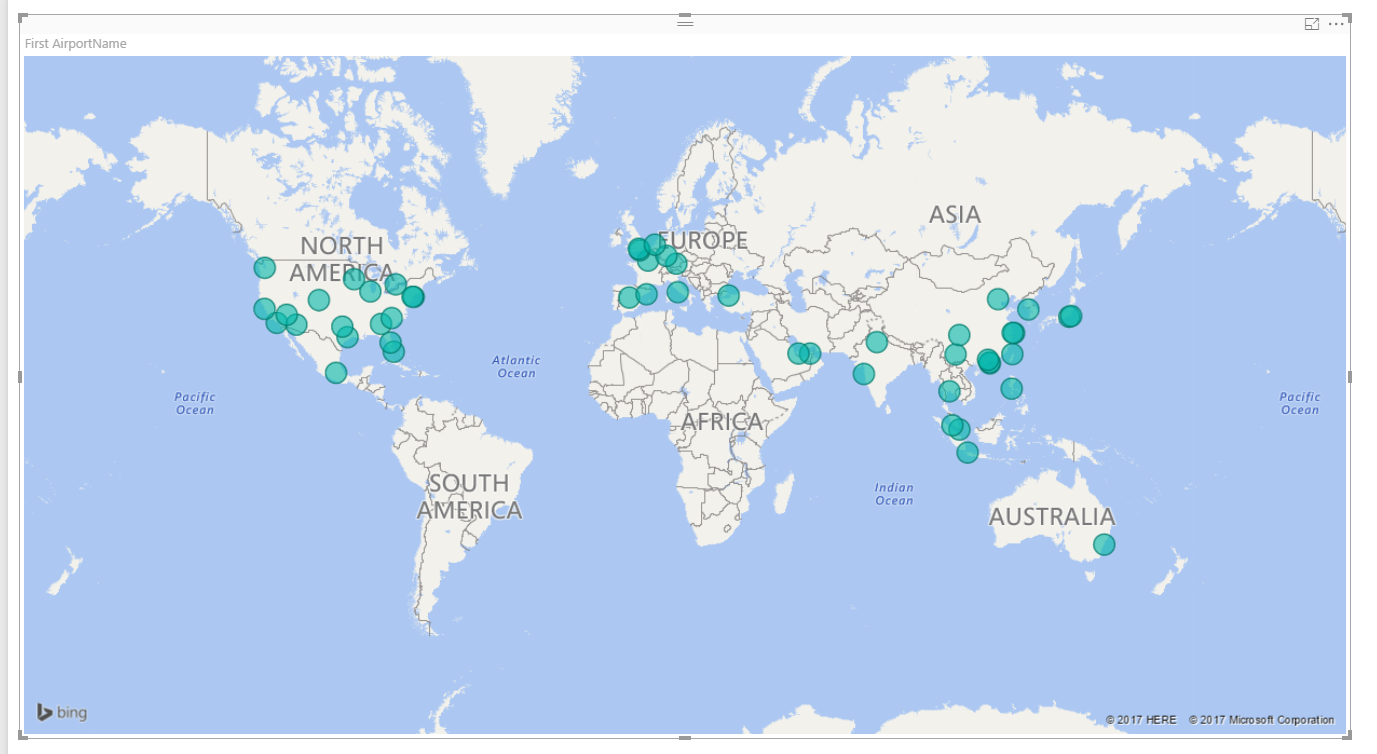 First AirportName
ASIA
NORTH
AMERICA
EUROPE
Atlantic
Ocean
Pacific
Ocean
Pacific
Ocean
AFRICA
SOUTH
AMERICA
Indian
Ocean
AUSTRALIA
bing
© 2017 HERE © 2017 Microsoft Corporation